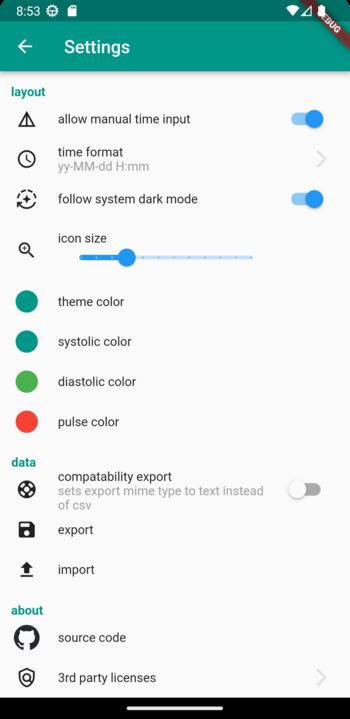 8:53
DEBUG
Settings
layout
allow manual time input
time format
yy-MM-dd H:mm
follow system dark mode
icon size
theme color
systolic color
diastolic color
pulse color
data
compatability export
sets export mime type to text instead
of csv
export
import
about
source code
3rd party licenses